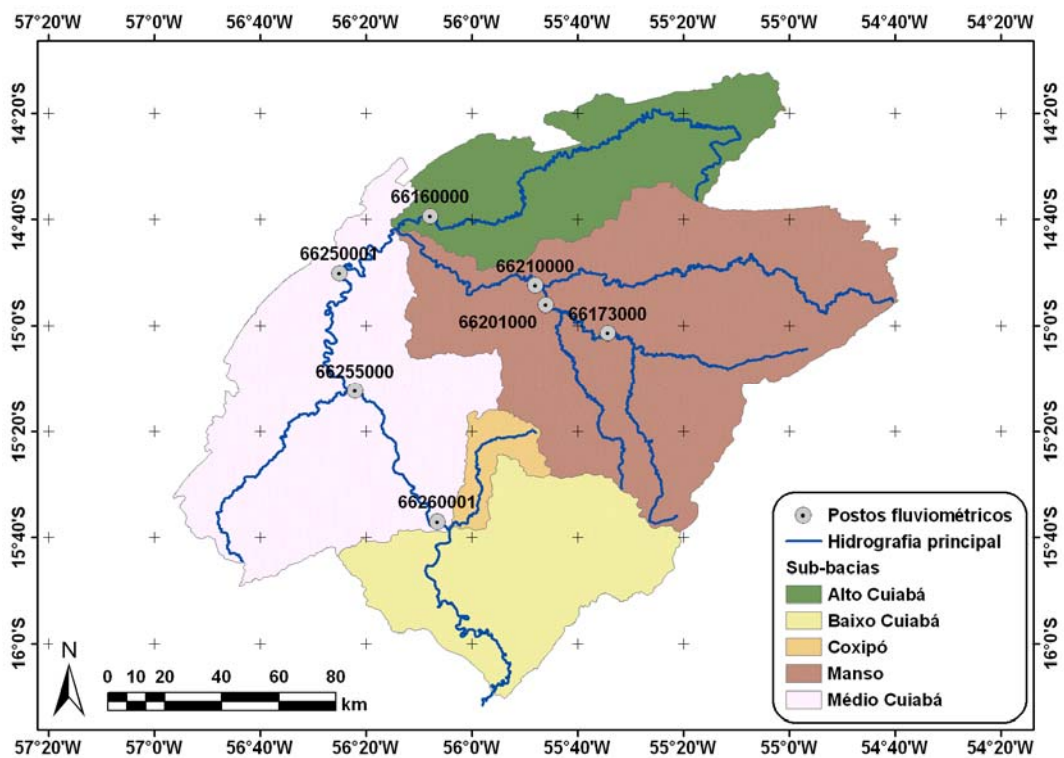 57°20'W 57°0'W 56°40'W 56°20'W 56°0'W 55°40'W 55°20'W 55°0'W 54°40'W 54°20'W
14°20'S 14°20'S
66160000
14°40'S 14°40'S
66250001
66210000
66201000 66173000
15°0'S 15°0'S
66255000
15°20'S 15°20'S
66260001
15°40'S 15°40'S
16°0'S
Postos fluviométricos
Hidrografia principal
Sub-bacias
Alto Cuiabá
Baixo Cuiabá
Coxipó
Manso
Médio Cuiabá
16°0'S
N
0 10 20 40 60 80
km
57°20'W 57°0'W 56°40'W 56°20'W 56°0'W 55°40'W 55°20'W 55°0'W 54°40'W 54°20'W